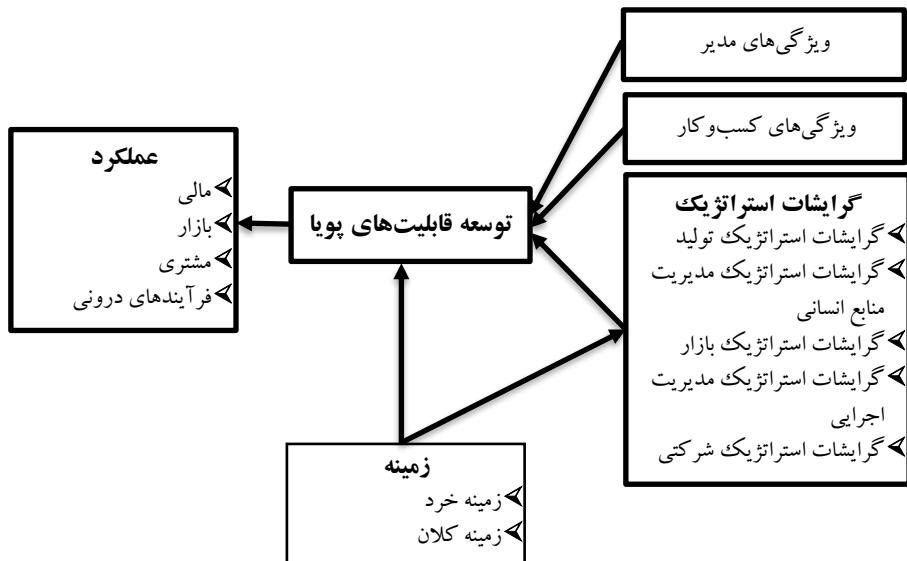 ویژگی‌های مدیر
ویژگی‌های کسب‌وکار
گرایشات استراتژیک
گرایشات استراتژیک تولید
گرایشات استراتژیک مدیریت
منابع انسانی
گرایشات استراتژیک بازار
گرایشات استراتژیک مدیریت
اجرایی
گرایشات استراتژیک شرکتی
توسعه قابلیت‌های پویا
عملکرد
مالی
بازار
مشتری
فرآیندهای درونی
زمینه
زمینه خرد
زمینه کلان